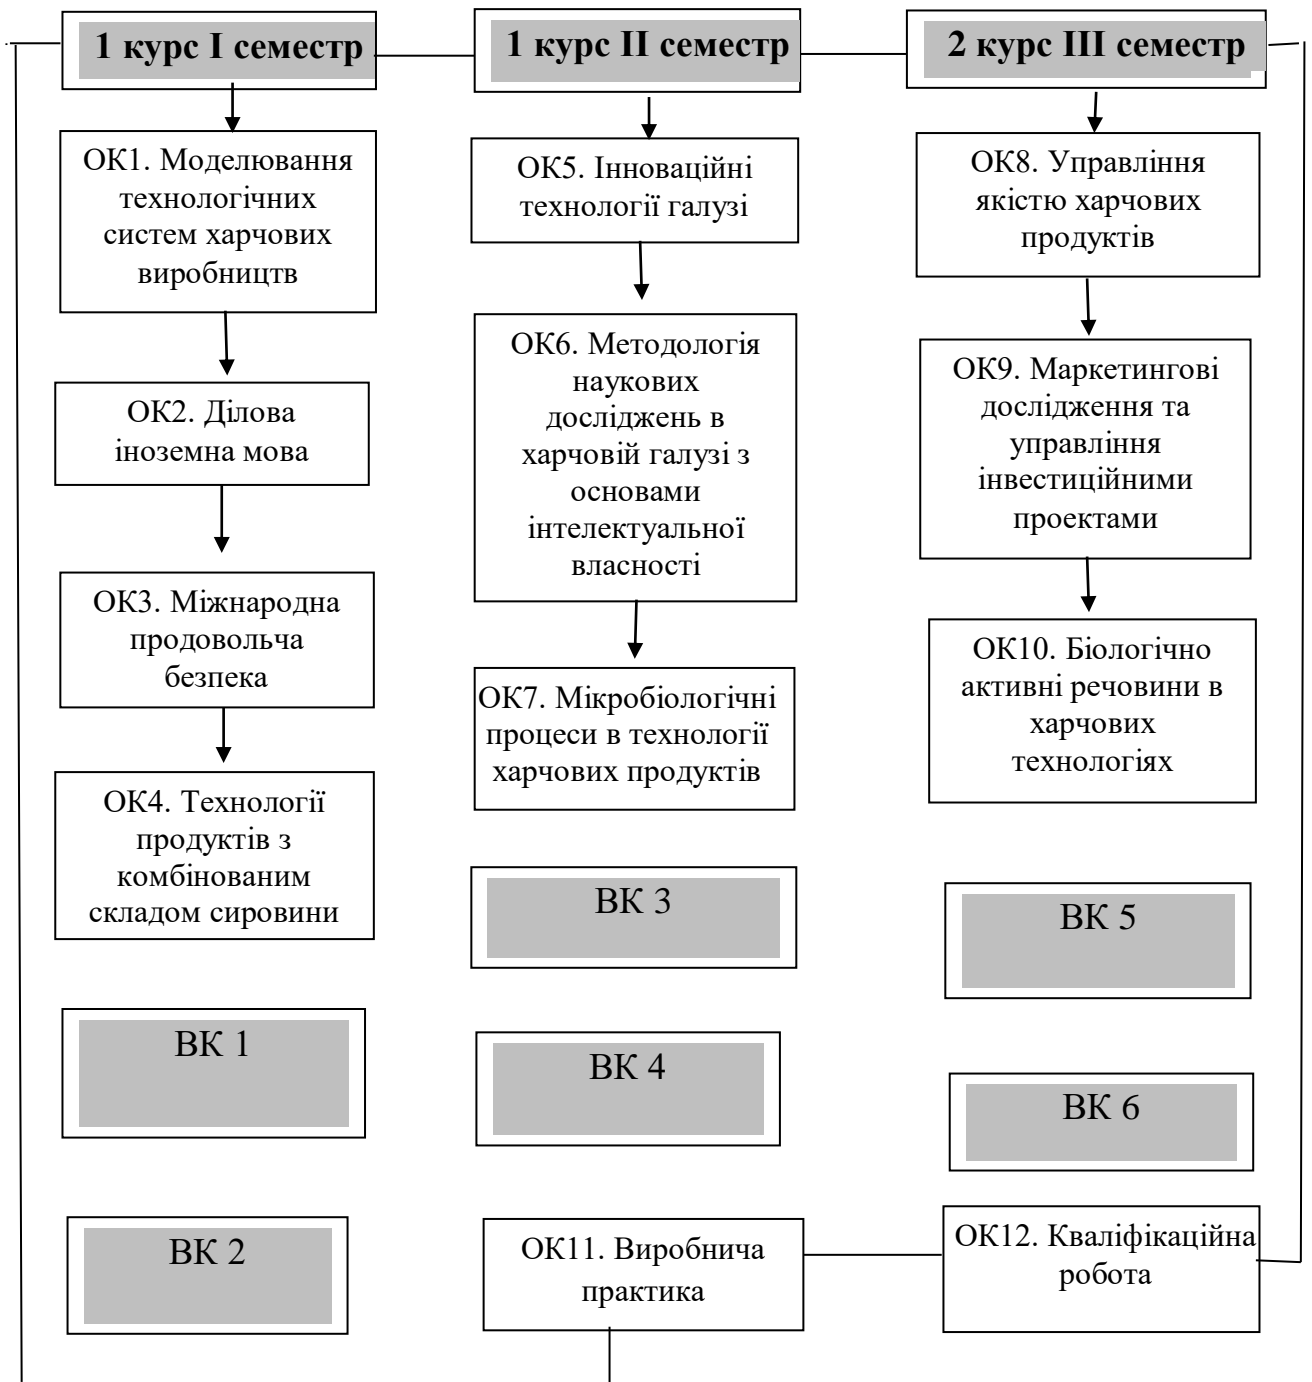 1 курс I семестр
ОК1. Моделювання
технологічних
систем харчових
виробництв
ОК2. Ділова
іноземна мова
ОК3. Міжнародна
продовольча
безпека
ОК4. Технології
продуктів з
комбінованим
складом сировини
ВК 1
ВК 2
1 курс II семестр
ОК5. Інноваційні
технології галузі
ОК6. Методологія
наукових
досліджень в
харчовій галузі з
основами
інтелектуальної
власності
ОК7. Мікробіологічні
процеси в технології
харчових продуктів
ВК 3
ВК 4
ОК11. Виробнича
практика
2 курс III семестр
ОК8. Управління
якістю харчових
продуктів
ОК9. Маркетингові
дослідження та
управління
інвестиційними
проектами
ОК10. Біологічно
активні речовини в
харчових
технологіях
ВК 5
ВК 6
ОК12. Кваліфікаційна
робота